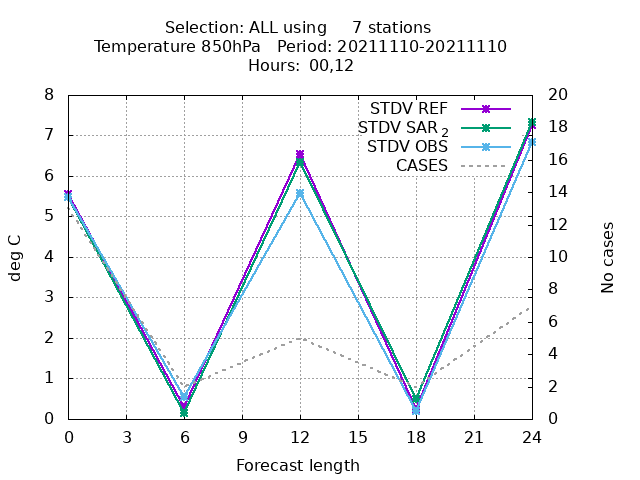 Selection: ALL using 7 stations
Temperature 850hPa Period: 20211110-20211110
Hours: 00,12
STDV REF
STDV SAR 2
STDV OBS
CASES
deg C
8
7
6
5
4
3
2
1
0
No cases
20
18
16
14
12
10
8
6
4
2
0
0 3 6 9 12 15 18 21 24
Forecast length